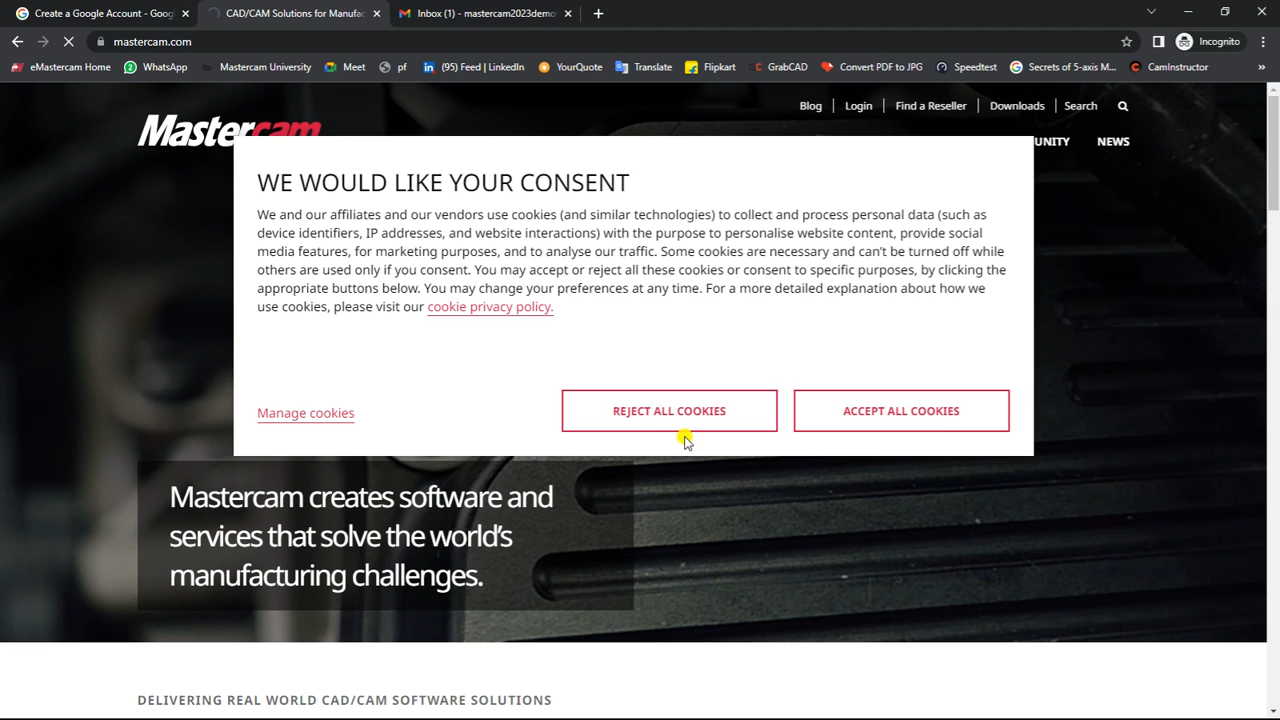 Create a Google Account - Goog
CAD/CAM Solutions for Manufac
Inbox (1) - mastercam2023demo
mastercam.com
Incognito
eMastercam Home
WhatsApp
Mastercam University
Meet
pf
(95) Feed | LinkedIn
YourQuote
Translate
Flipkart
GrabCAD
Convert PDF to JPG
Speedtest
Secrets of 5-axis M...
CamInstructor
Blog
Login
Find a Reseller
Downloads
Search
Mastercam
UNITY
NEWS
WE WOULD LIKE YOUR CONSENT
We and our affiliates and our vendors use cookies (and similar technologies) to collect and process personal data (such as
device identifiers, IP addresses, and website interactions) with the purpose to personalise website content, provide social
media features, for marketing purposes, and to analyse our traffic. Some cookies are necessary and can't be turned off while
others are used only if you consent. You may accept or reject all these cookies or consent to specific purposes, by clicking the
appropriate buttons below. You may change your preferences at any time. For a more detailed explanation about how we
use cookies, please visit our cookie privacy policy.
Manage cookies
REJECT ALL COOKIES
ACCEPT ALL COOKIES
Mastercam creates software and
services that solve the world's
manufacturing challenges.
DELIVERING REAL WORLD CAD/CAM SOFTWARE SOLUTIONS